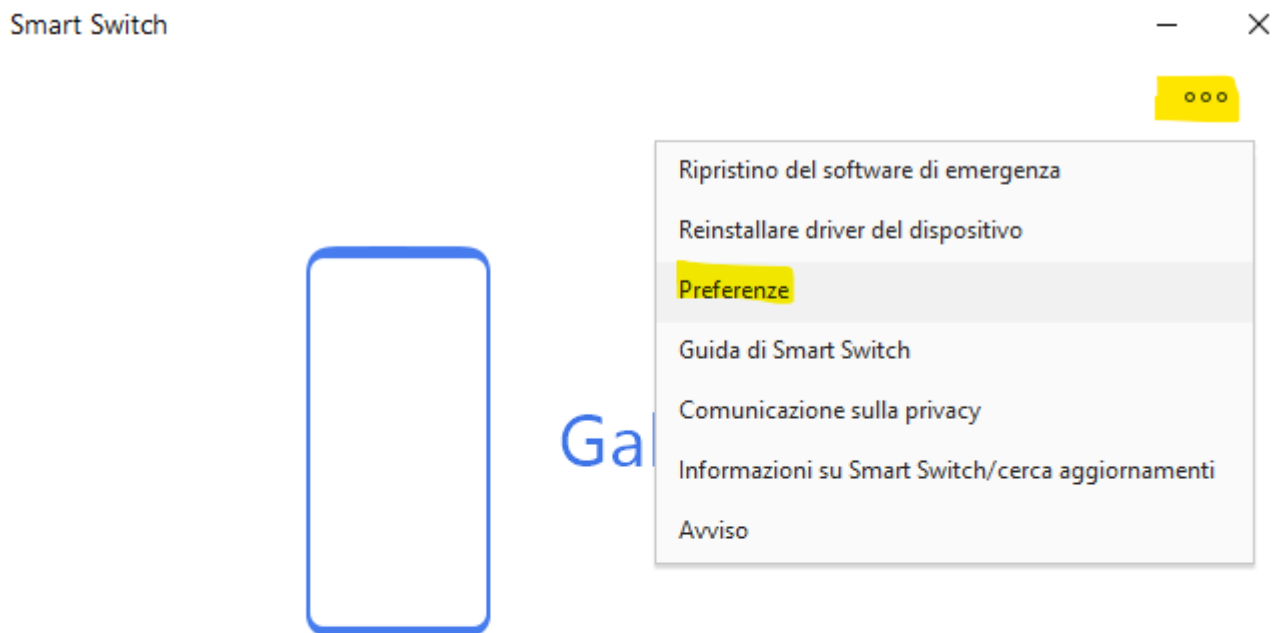 Smart Switch
Ripristino del software di emergenza
Reinstallare driver del dispositivo
Preferenze
Guida di Smart Switch
Comunicazione sulla privacy
Gal
Informazioni su Smart Switch/cerca aggiornamenti
Avviso